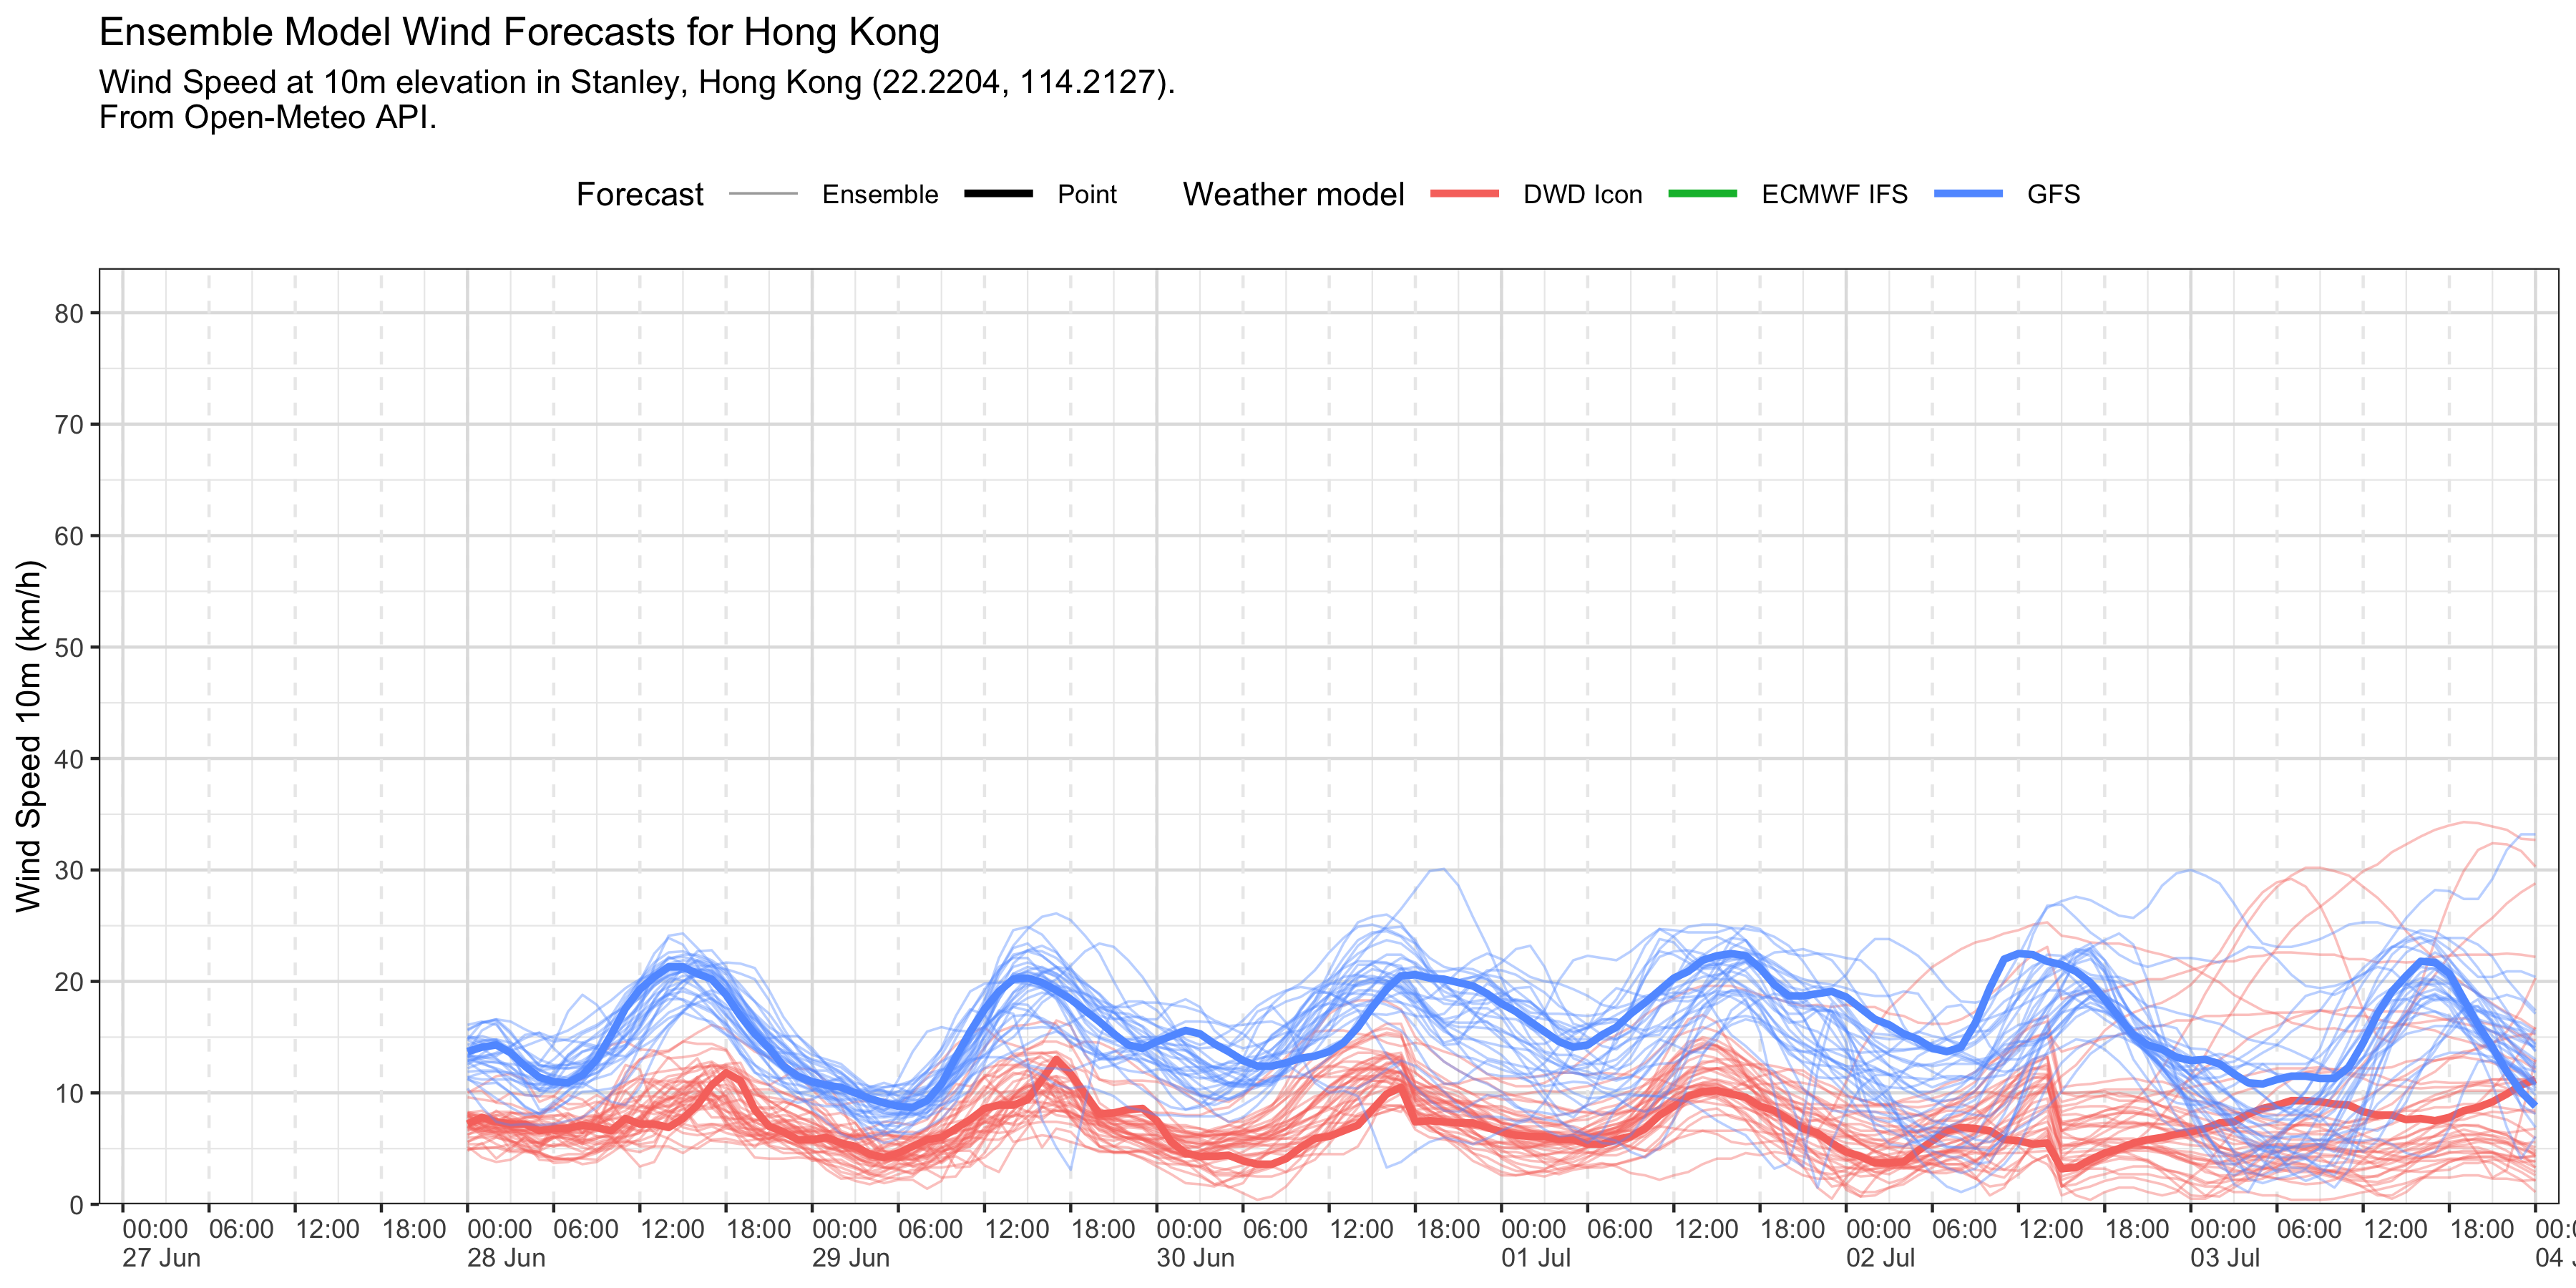 Ensemble Model Wind Forecasts for Hong Kong
Wind Speed at 10m elevation in Stanley, Hong Kong (22.2204, 114.2127).
From Open-Meteo API.
Forecast Ensemble Point Weather model DWD Icon ECMWF IFS GFS
Wind Speed 10m (km/h)
80
70
60
50
40
30
20
10
0
00:00 06:00 12:00 18:00 00:00 06:00 12:00 18:00 00:00 06:00 12:00 18:00 00:00 06:00 12:00 18:00 00:00 06:00 12:00 18:00 00:00 06:00 12:00 18:00 00:00 06:00 12:00 18:00 00:
27 Jun 28 Jun 29 Jun 30 Jun 01 Jul 02 Jul 03 Jul 04